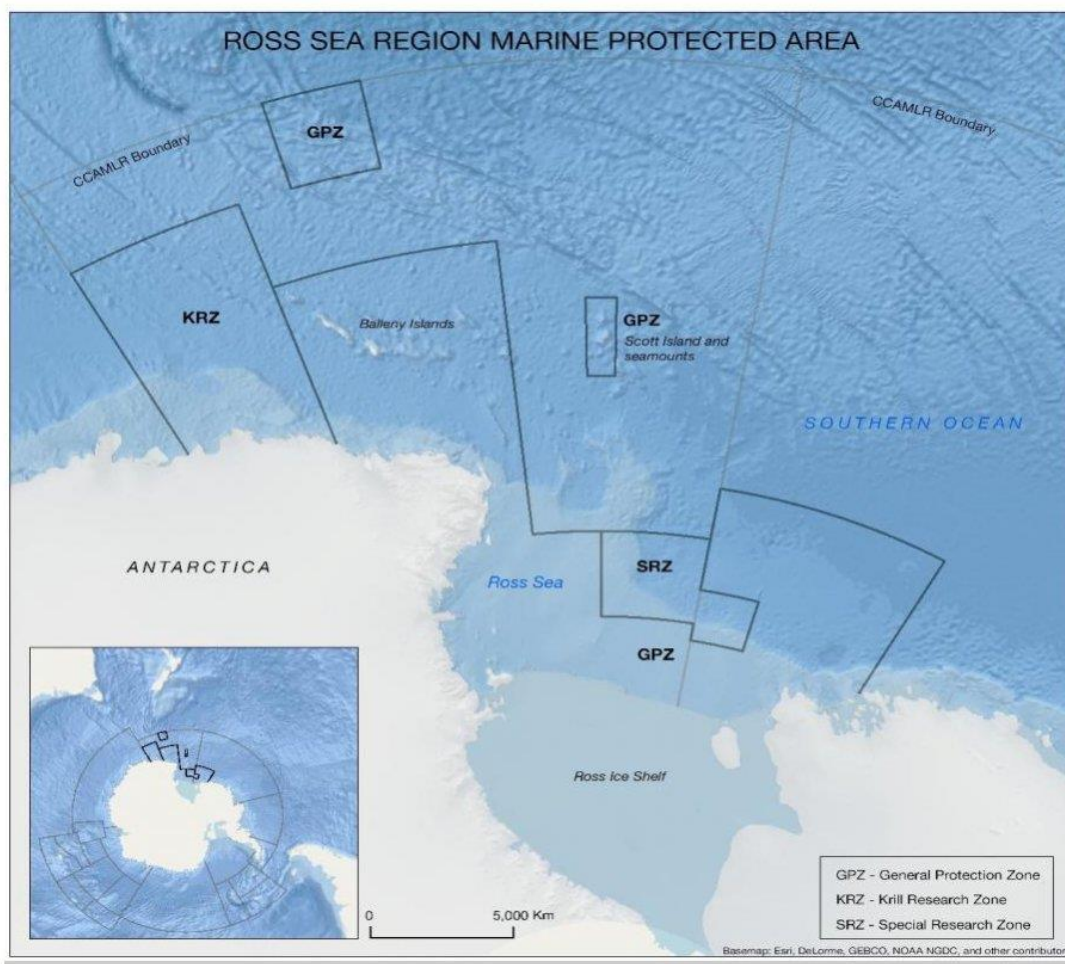 ROSS SEA REGION MARINE PROTECTED AREA
CCAMLR Boundary
CCAMLR Boundary
GPZ
KRZ
Balleny Islands
GPZ
Scott Island and
seamounts
SOUTHERN OCEAN
ANTARCTICA
Ross Sea
SRZ
GPZ
Ross Ice Shelf
0
5,000 Km
GPZ - General Protection Zone
KRZ - Krill Research Zone
SRZ - Special Research Zone
Basemap: Esri, DeLorme, GEBCO, NOAA NGDC, and other contributor